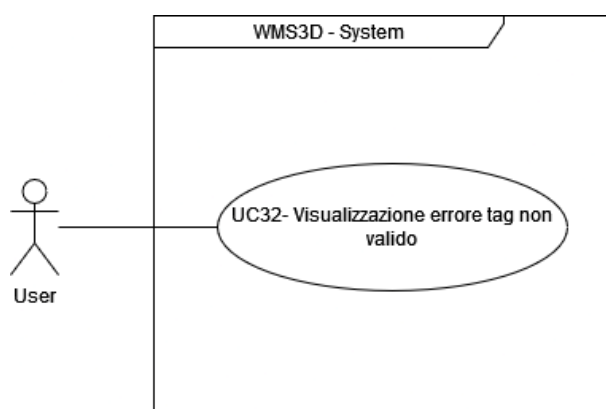 WMS3D - System
UC32- Visualizzazione errore tag non
valido
User